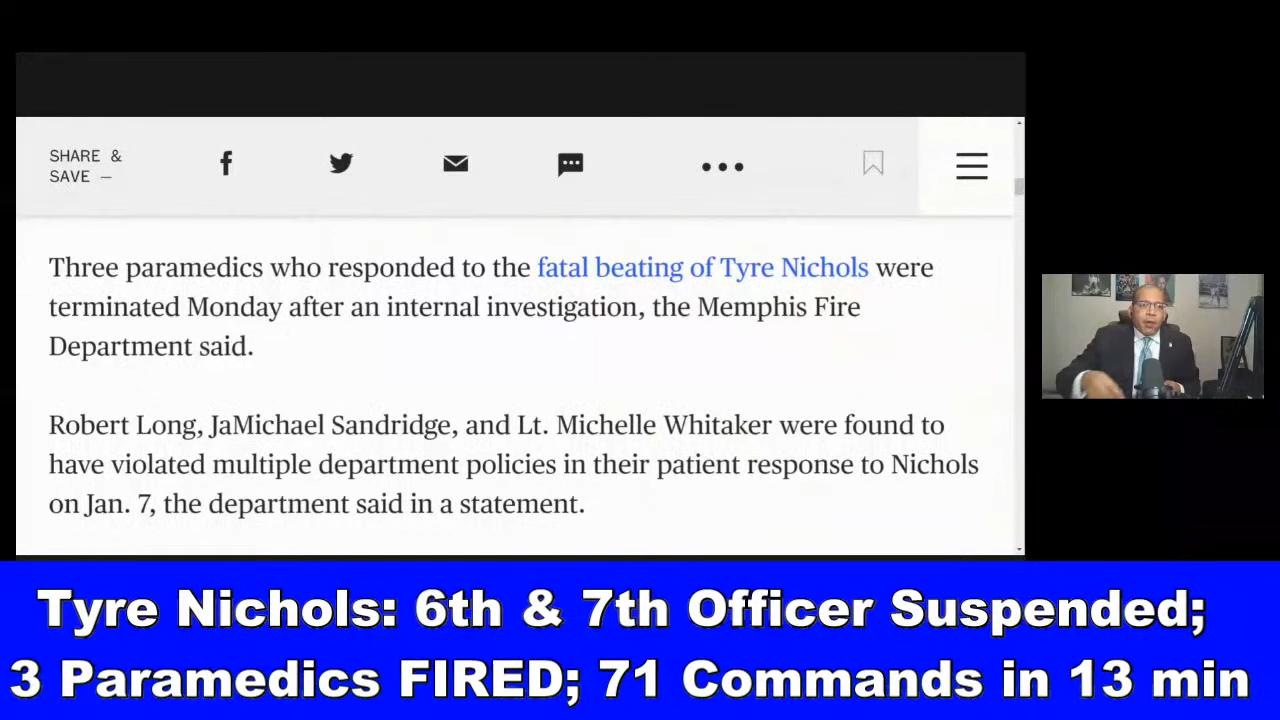 SHARE &
SAVE —
Three paramedics who responded to the fatal beating of Tyre Nichols were
terminated Monday after an internal investigation, the Memphis Fire
Department said.
Robert Long, JaMichael Sandridge, and Lt. Michelle Whitaker were found to
have violated multiple department policies in their patient response to Nichols
on Jan. 7, the department said in a statement.
Tyre Nichols: 6th & 7th Officer Suspended;
3 Paramedics FIRED; 71 Commands in 13 min